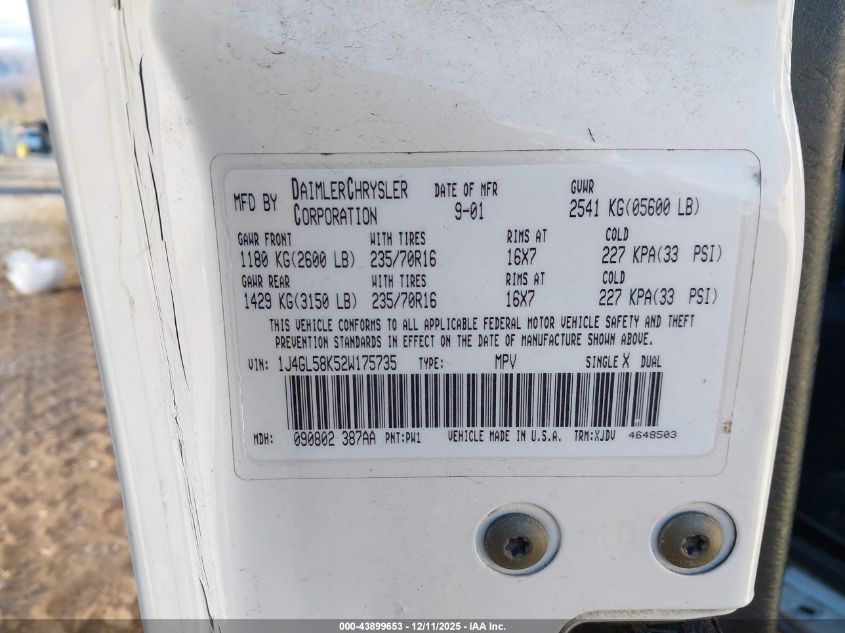 MFD BY DAIMLERCHRYSLER CORPORATION DATE OF MFR 9-01 GVWR 2541 KG(05600 LB)
GAWR FRONT WITH TIRES RIMS AT COLD
1180 KG(2600 LB) 235/70R16 16X7 227 KPA(33 PSI)
GAWR REAR WITH TIRES RIMS AT COLD
1429 KG(3150 LB) 235/70R16 16X7 227 KPA(33 PSI)
THIS VEHICLE CONFORMS TO ALL APPLICABLE FEDERAL MOTOR VEHICLE SAFETY AND THEFT
PREVENTION STANDARDS IN EFFECT ON THE DATE OF MANUFACTURE SHOWN ABOVE.
VIN: 1J4GL58K52W175735 TYPE: MPV SINGLE X DUAL
MDH: 090802 387AA PNT:PW1 VEHICLE MADE IN U.S.A. TRM:XJDV 4648503
000-43899653 - 12/11/2025 - IAA Inc.